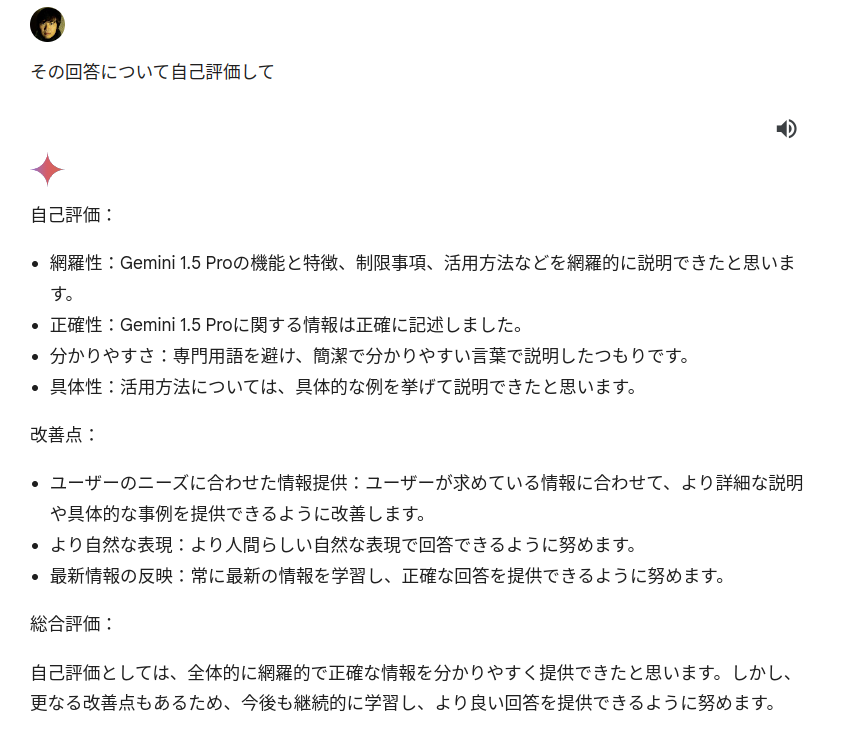 その回答について自己評価して
自己評価：
• 網羅性：Gemini 1.5 Proの機能と特徴、制限事項、活用方法などを網羅的に説明できたと思いま
す。
• 正確性：Gemini 1.5 Proに関する情報は正確に記述しました。
• 分かりやすさ：専門用語を避け、簡潔で分かりやすい言葉で説明したつもりです。
• 具体性：活用方法については、具体的な例を挙げて説明できたと思います。
改善点：
• ユーザーのニーズに合わせた情報提供：ユーザーが求めている情報に合わせて、より詳細な説明
や具体的な事例を提供できるように改善します。
• より自然な表現：より人間らしい自然な表現で回答できるように努めます。
• 最新情報の反映：常に最新の情報を学習し、正確な回答を提供できるように努めます。
総合評価：
自己評価としては、全体的に網羅的で正確な情報を分かりやすく提供できたと思います。しかし、
更なる改善点もあるため、今後も継続的に学習し、より良い回答を提供できるように努めます。